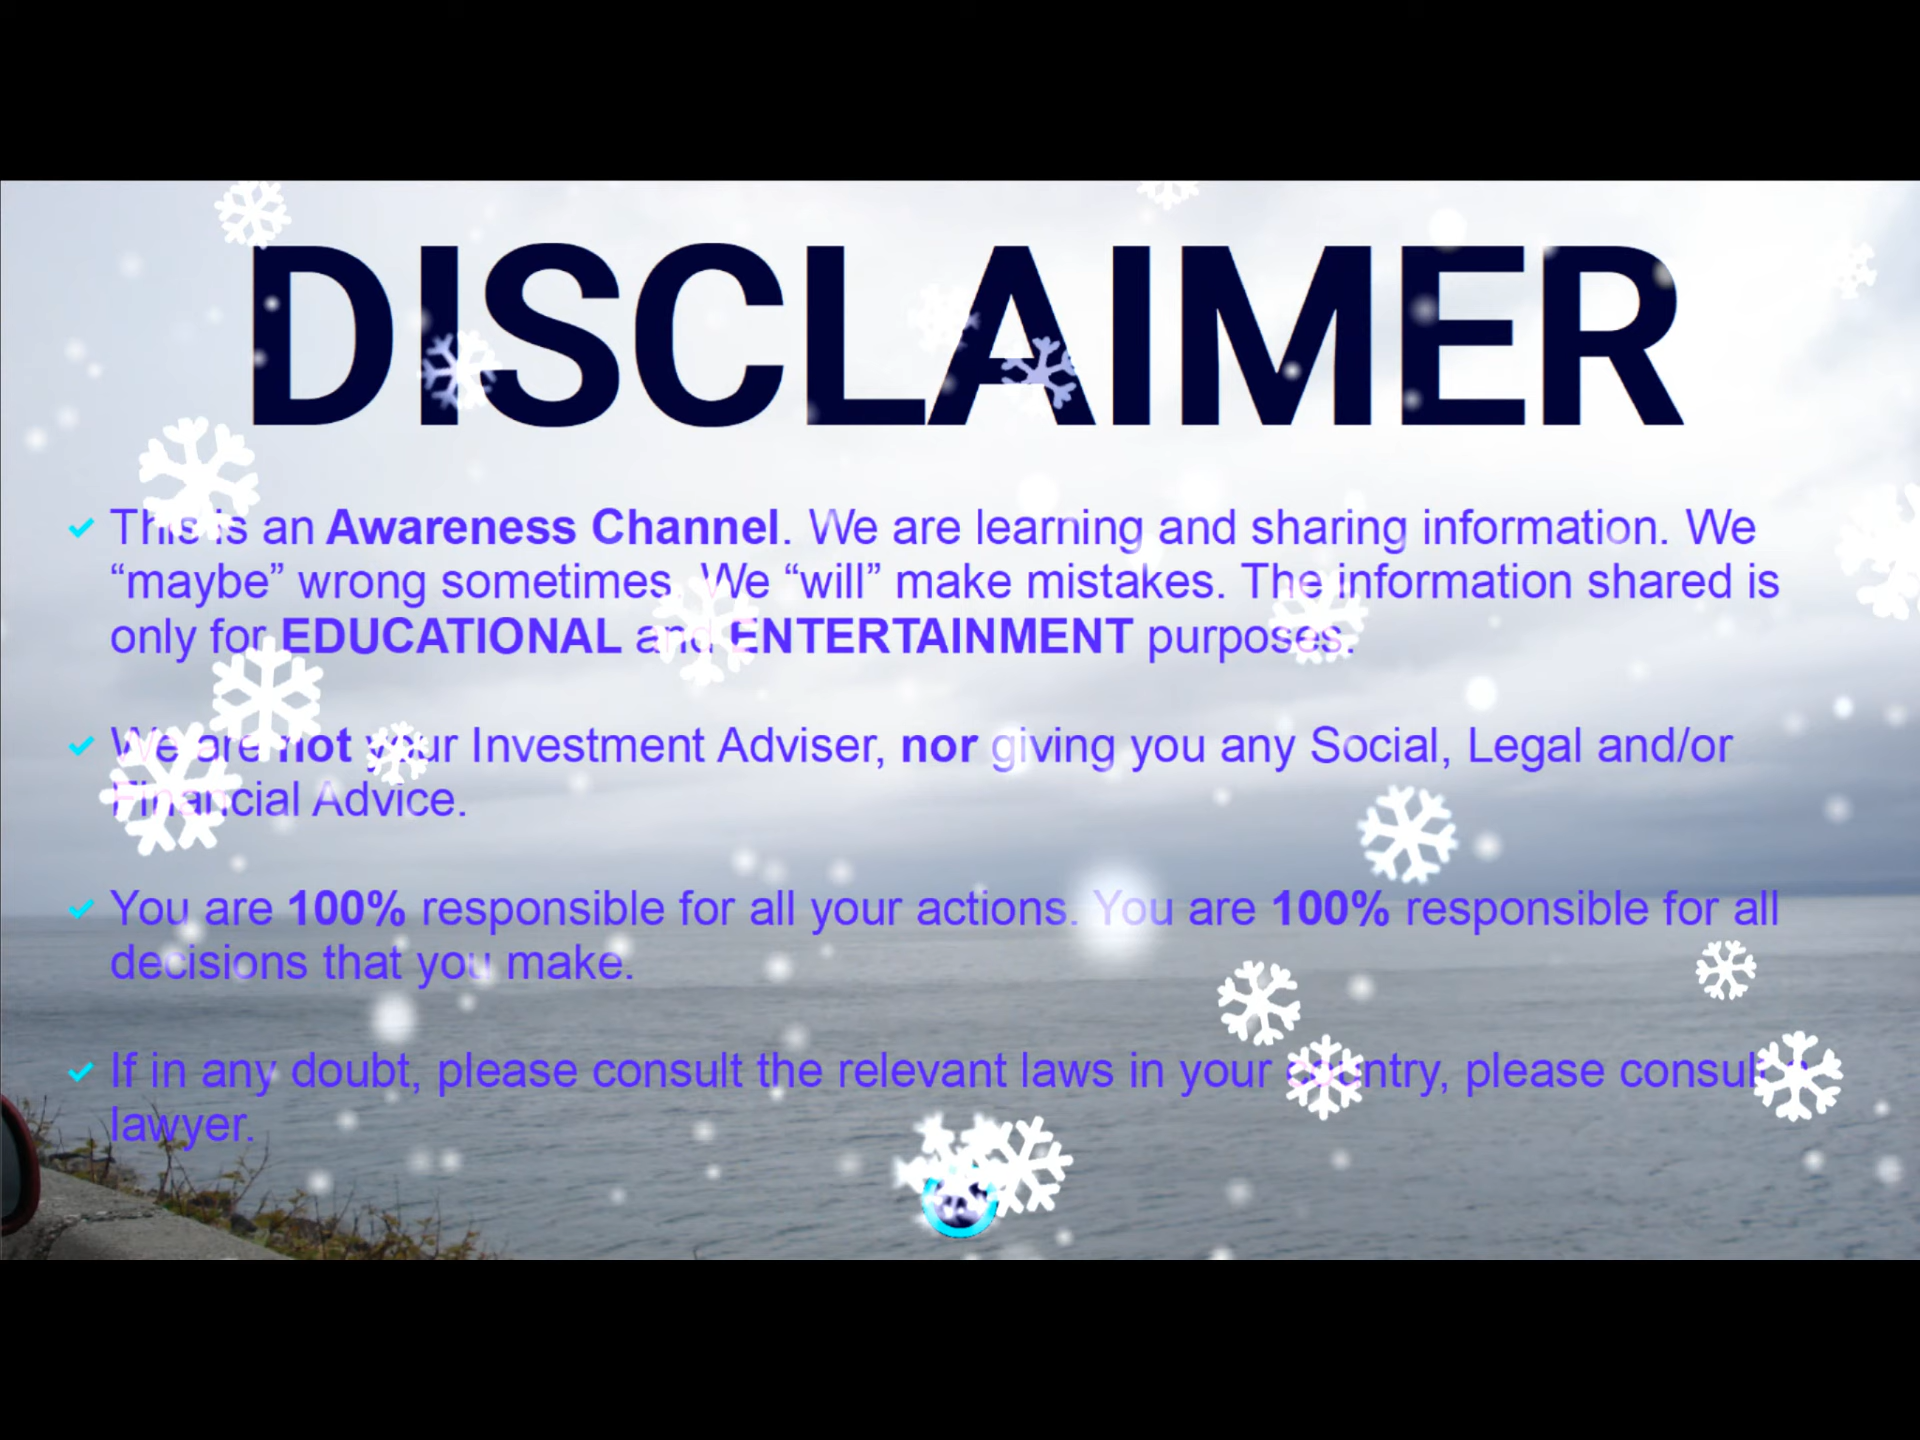 DISCLAIMER
This is an Awareness Channel. We are learning and sharing information. We
“maybe” wrong sometimes. We “will” make mistakes. The information shared is
only for EDUCATIONAL and ENTERTAINMENT purposes.
We are not your Investment Adviser, nor giving you any Social, Legal and/or
Financial Advice.
You are 100% responsible for all your actions. You are 100% responsible for all
decisions that you make.
If in any doubt, please consult the relevant laws in your country, please consult
lawyer.